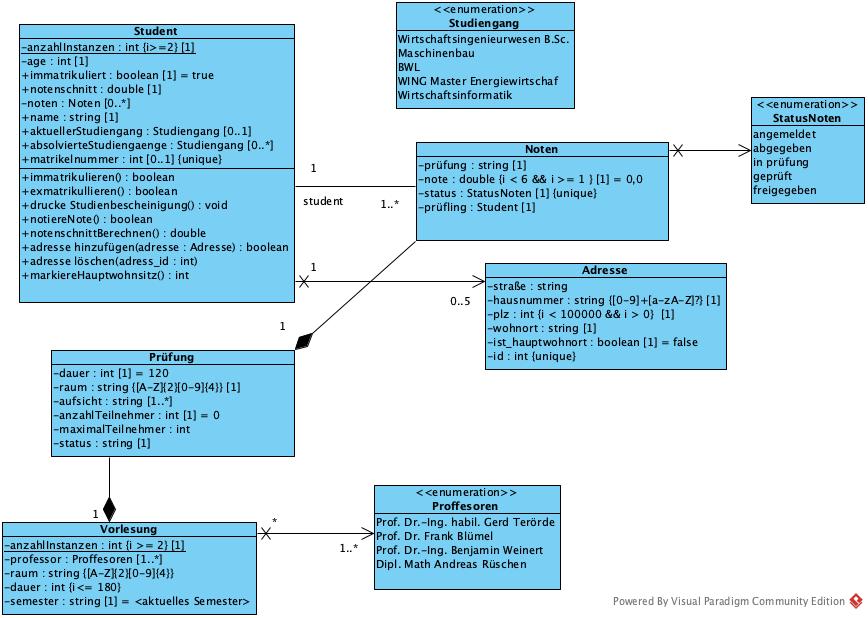 Student
-anzahlInstanzen : int {i>=2} [1]
-age : int [1]
+immatrikuliert : boolean [1] = true
+notenschnitt : double [1]
-noten : Noten [0..*]
+name : string [1]
+aktuellerStudiengang : Studiengang [0..1]
+absolvierteStudiengaenge : Studiengang [0..*]
+matrikelnummer : int [0..1] {unique}
+immatrikulieren() : boolean
+exmatrikullieren() : boolean
+drucke Studienbescheinigung() : void
+notiereNote() : boolean
+notenschnittBerechnen() : double
+adresse hinzufügen(adresse : Adresse) : boolean
+adresse löschen(adress_id : int)
+markiereHauptwohnsitz() : int
<<enumeration>>
Studiengang
Wirtschaftsingenieurwesen B.Sc.
Maschinenbau
BWL
WING Master Energiewirtschaf
Wirtschaftsinformatik
<<enumeration>>
StatusNoten
angemeldet
abgegeben
in prüfung
geprüft
freigegeben
Noten
-prüfung : string [1]
-note : double {i < 6 && i >= 1 } [1] = 0,0
-status : StatusNoten [1] {unique}
-prüfling : Student [1]
1
student
1..*
1
0..5
Adresse
-straße : string
-hausnummer : string {[0-9]+[a-zA-Z]?} [1]
-plz : int {i < 100000 && i > 0} [1]
-wohnort : string [1]
-ist_hauptwohnort : boolean [1] = false
-id : int {unique}
1
Prüfung
-dauer : int [1] = 120
-raum : string {[A-Z]{2}[0-9]{4}} [1]
-aufsicht : string [1..*]
-anzahlTeilnehmer : int [1] = 0
-maximalTeilnehmer : int
-status : string [1]
1
Vorlesung
-anzahlInstanzen : int {i >= 2} [1]
-professor : Proffesoren [1..*]
-raum : string {[A-Z]{2}[0-9]{4}}
-dauer : int {i<= 180}
-semester : string [1] = <aktuelles Semester>
*
1..*
<<enumeration>>
Proffesoren
Prof. Dr.-Ing. habil. Gerd Terörde
Prof. Dr. Frank Blümel
Prof. Dr.-Ing. Benjamin Weinert
Dipl. Math Andreas Rüschen
Powered By Visual Paradigm Community Edition